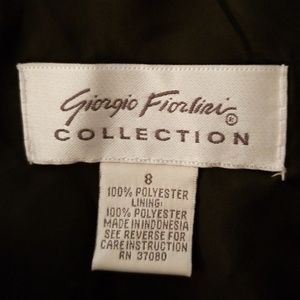 Giorgio Fiorlini®
COLLECTION
8
100% POLYESTER
LINING:
100% POLYESTER
MADE IN INDONESIA
SEE REVERSE FOR
CARE INSTRUCTION
RN 37080